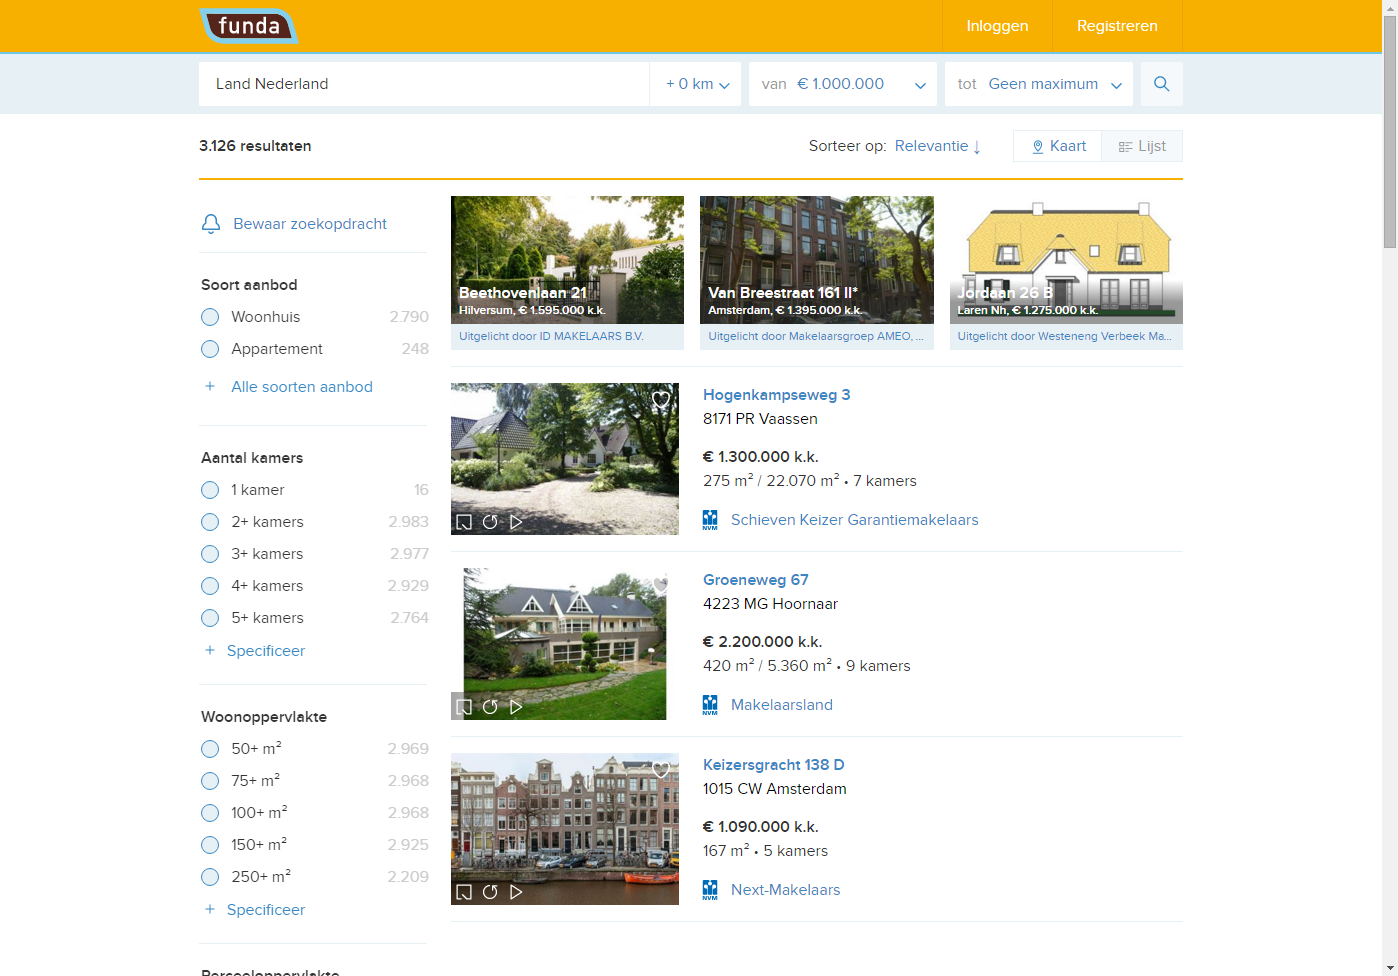 funda
Inloggen
Registreren
Land Nederland
+ 0 km
van € 1.000.000
tot Geen maximum
3.126 resultaten
Sorteer op: Relevantie ↓
Kaart
Lijst
Bewaar zoekopdracht
Soort aanbod
Woonhuis 2.790
Appartement 248
+ Alle soorten aanbod
Aantal kamers
1 kamer 16
2+ kamers 2.983
3+ kamers 2.977
4+ kamers 2.929
5+ kamers 2.764
+ Specificeer
Woonoppervlakte
50+ m² 2.969
75+ m² 2.968
100+ m² 2.968
150+ m² 2.925
250+ m² 2.209
+ Specificeer
Perceeloppervlakte
Beethovenlaan 21
Hilversum, € 1.595.000 k.k.
Uitgelicht door ID MAKELAARS B.V.
Van Breestraat 161 II*
Amsterdam, € 1.395.000 k.k.
Uitgelicht door Makelaarsgroep AMEO, ...
Jordaan 26 B
Laren Nh, € 1.275.000 k.k.
Uitgelicht door Westeneng Verbeek Ma...
Hogenkampseweg 3
8171 PR Vaassen
€ 1.300.000 k.k.
275 m² / 22.070 m² • 7 kamers
NVM Schieven Keizer Garantiemakelaars
Groeneweg 67
4223 MG Hoornaar
€ 2.200.000 k.k.
420 m² / 5.360 m² • 9 kamers
NVM Makelaarsland
Keizersgracht 138 D
1015 CW Amsterdam
€ 1.090.000 k.k.
167 m² • 5 kamers
NVM Next-Makelaars